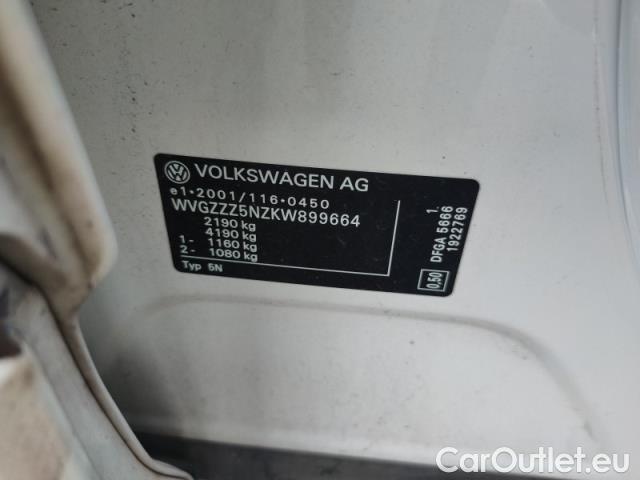 VOLKSWAGEN AG
e1*2001/116*0450
WVGZZZ5NZKW899664
2190 kg
4190 kg
1- 1160 kg
2- 1080 kg
Typ 5N
1.
DFGA 5666
1922769
0,50
CarOutlet.eu